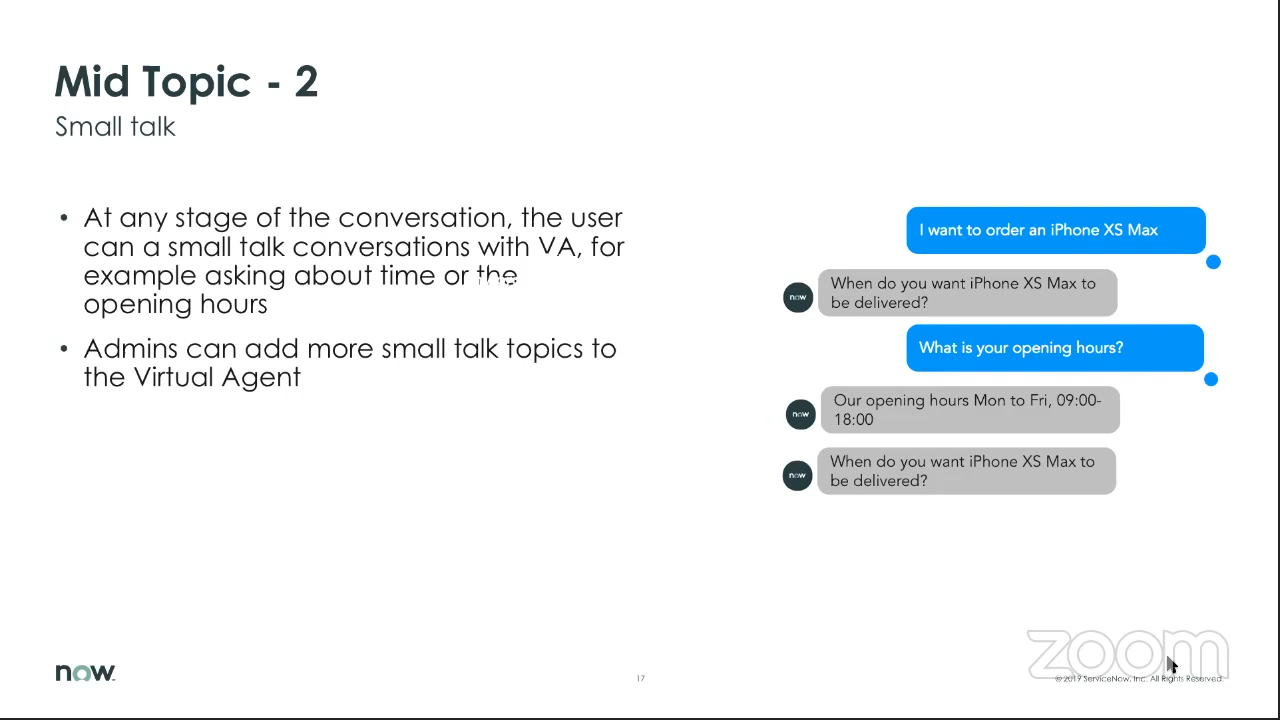 Mid Topic - 2
Small talk
• At any stage of the conversation, the user
can a small talk conversations with VA, for
example asking about time or the
opening hours
• Admins can add more small talk topics to
the Virtual Agent
I want to order an iPhone XS Max
now
When do you want iPhone XS Max to
be delivered?
What is your opening hours?
now
Our opening hours Mon to Fri, 09:00-
18:00
now
When do you want iPhone XS Max to
be delivered?
zoom
now
17
© 2019 ServiceNow, Inc. All Rights Reserved.